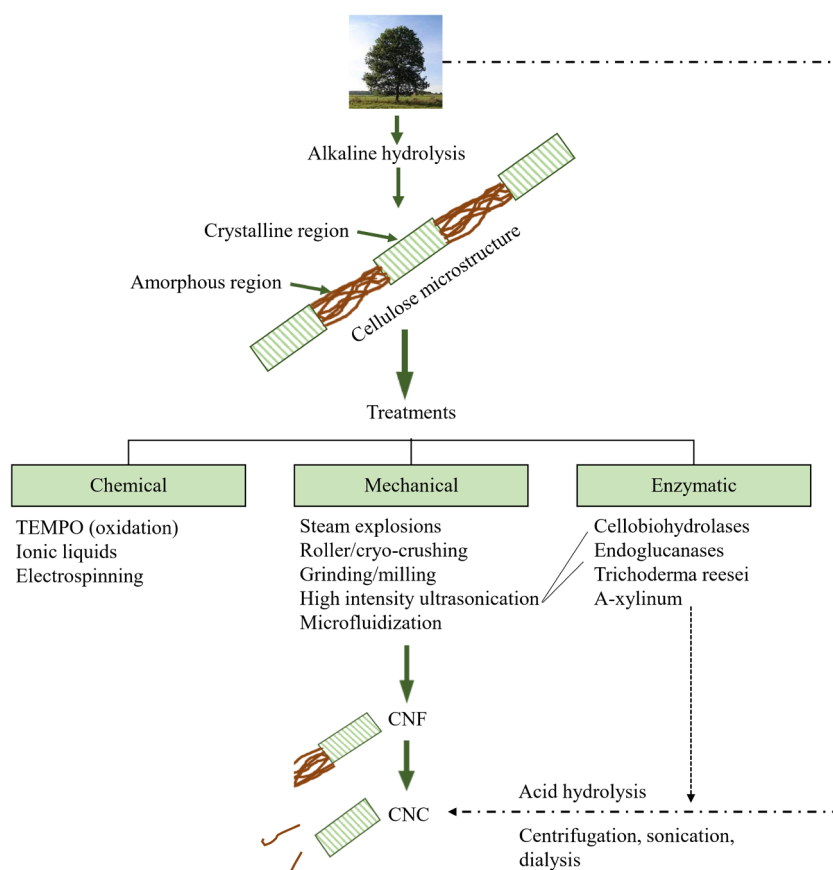 Alkaline hydrolysis
Crystalline region
Amorphous region
Cellulose microstructure
Treatments
Chemical
TEMPO (oxidation)
Ionic liquids
Electrospinning
Mechanical
Steam explosions
Roller/cryo-crushing
Grinding/milling
High intensity ultrasonication
Microfluidization
Enzymatic
Cellobiohydrolases
Endoglucanases
Trichoderma reesei
A-xylinum
CNF
CNC
Acid hydrolysis
Centrifugation, sonication,
dialysis